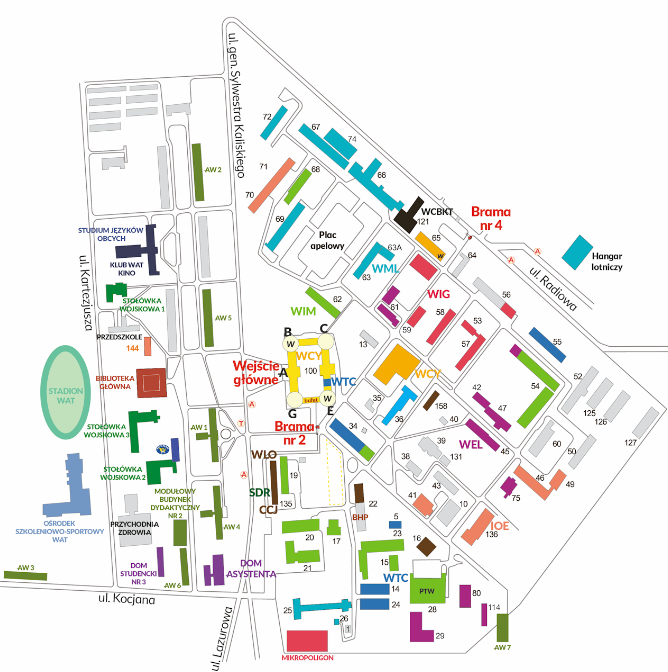 ul. gen. Sylwestra Kaliskiego
72
67
74
66
71
70
68
69
AW 2
WCBKT
121
Brama
nr 4
65
W
64
A
A
Hangar
lotniczy
ul. Radiowa
Plac
apelowy
63A
WML
63
STUDIUM JĘZYKÓW
OBCYCH
KLUB WAT
KINO
ul. Kartezjusza
STOŁÓWKA
WOJSKOWA 1
PRZEDSZKOLE
144
AW 5
WIM
62
61
59
WIG
58
56
53
57
55
13
B
C
W
WCY
100
A
Wejście
główne
WTC
bufet
W
G
E
WCY
54
52
125
126
127
STADION
WAT
BIBLIOTEKA
GŁÓWNA
35
36
158
40
42
47
WEL
45
60
50
A
T
A
Brama
nr 2
34
STOŁÓWKA
WOJSKOWA 3
AW 1
STOŁÓWKA
WOJSKOWA 2
39
131
38
46
49
75
WLO
SDR
CCJ
19
135
22
BHP
41
43
10
IOE
136
OŚRODEK
SZKOLENIOWO-SPORTOWY
WAT
MODUŁOWY
BUDYNEK
DYDAKTYCZNY
NR 2
PRZYCHODNIA
ZDROWIA
AW 4
20
17
21
5
23
16
15
WTC
14
24
PTW
28
80
114
29
AW 7
AW 3
DOM
STUDENCKI
NR 3
AW 6
DOM
ASYSTENTA
ul. Kocjana
ul. Lazurowa
25
26
1
MIKROPOLIGON